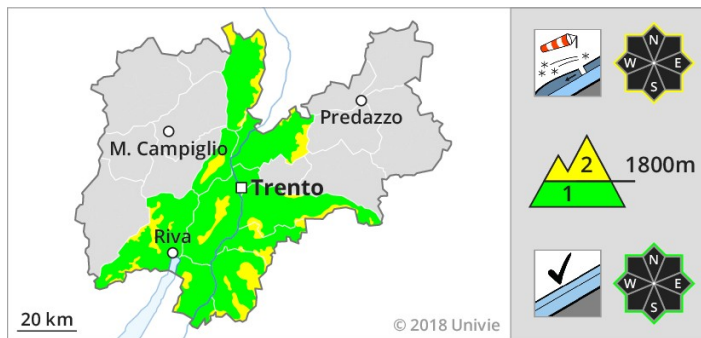 M. Campiglio
Predazzo
Trento
Riva
20 km
© 2018 Univie
N
W E
S
2
1
1800m
N
W E
S